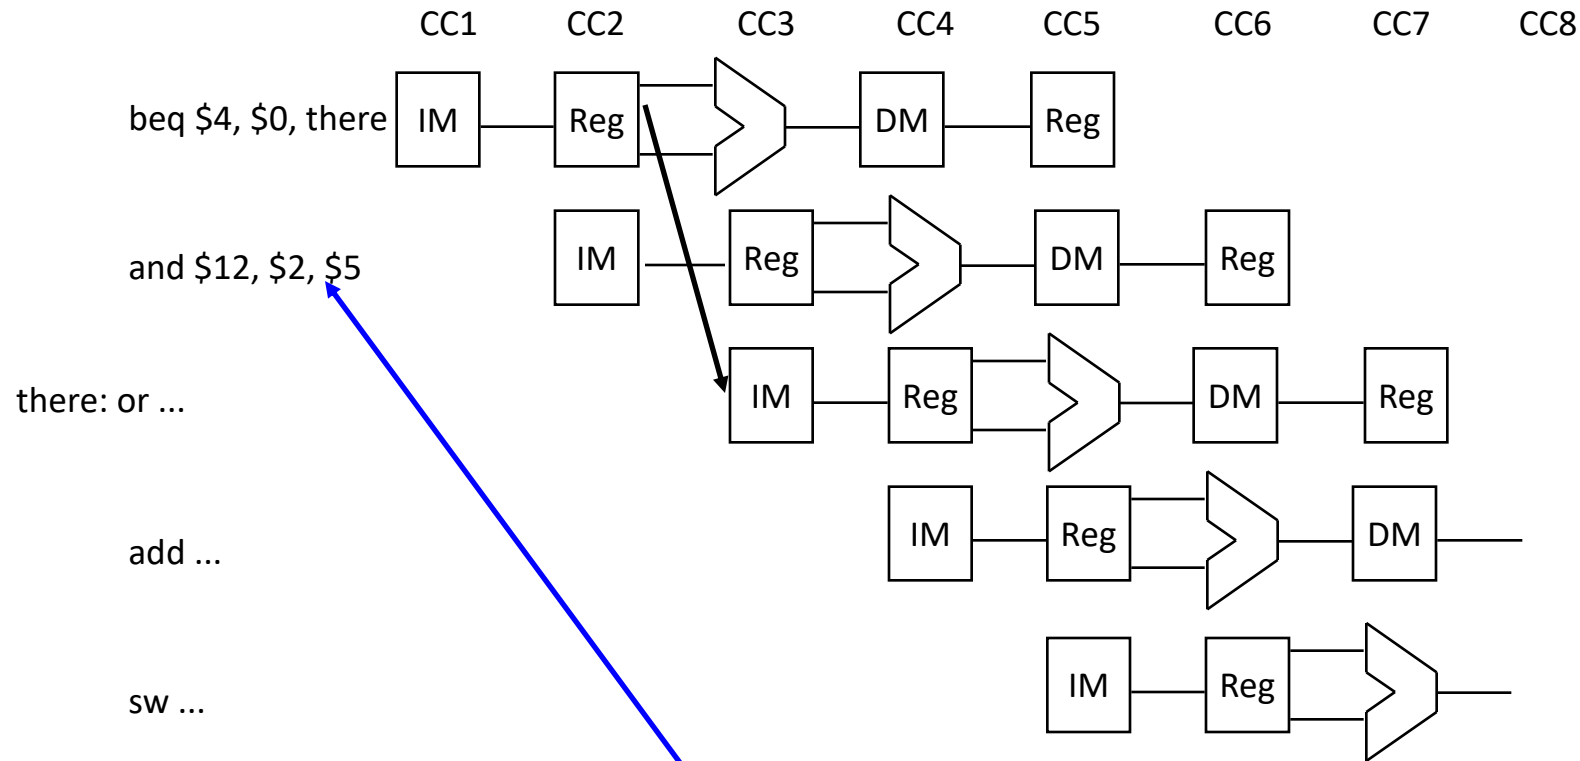 CC1 CC2 CC3 CC4 CC5 CC6 CC7 CC8
beq $4, $0, there IM Reg DM Reg
and $12, $2, $5 IM Reg DM Reg
there: or ... IM Reg DM Reg
add ... IM Reg DM
sw ... IM Reg